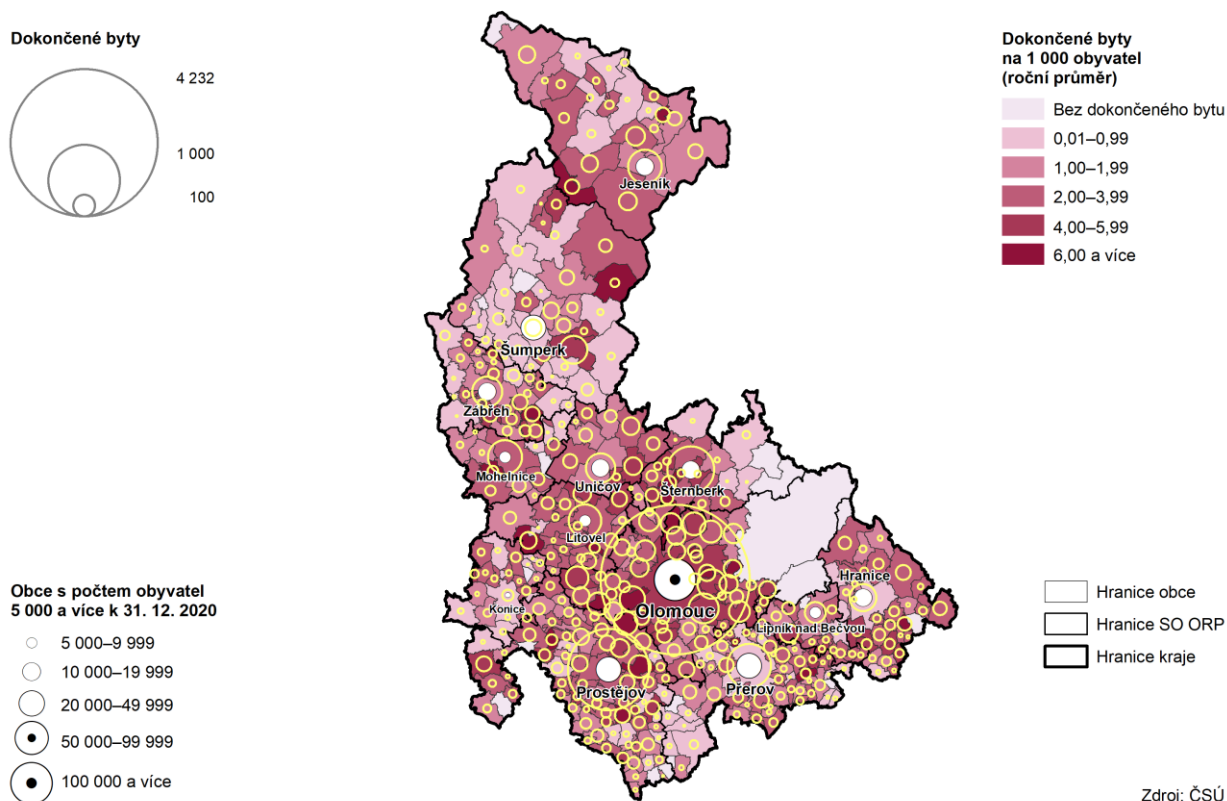 Dokončené byty
4 232
1 000
100
Dokončené byty
na 1 000 obyvatel
(roční průměr)
Bez dokončeného bytu
0,01–0,99
1,00–1,99
2,00–3,99
4,00–5,99
6,00 a více
Jeseník
Šumperk
Zábřeh
Mohelnice
Uničov
Šternberk
Litovel
Hranice
Konice
Olomouc
Lipník nad Bečvou
Prostějov
Přerov
Obce s počtem obyvatel
5 000 a více k 31. 12. 2020
5 000–9 999
10 000–19 999
20 000–49 999
50 000–99 999
100 000 a více
Hranice obce
Hranice SO ORP
Hranice kraje
Zdroj: ČSÚ